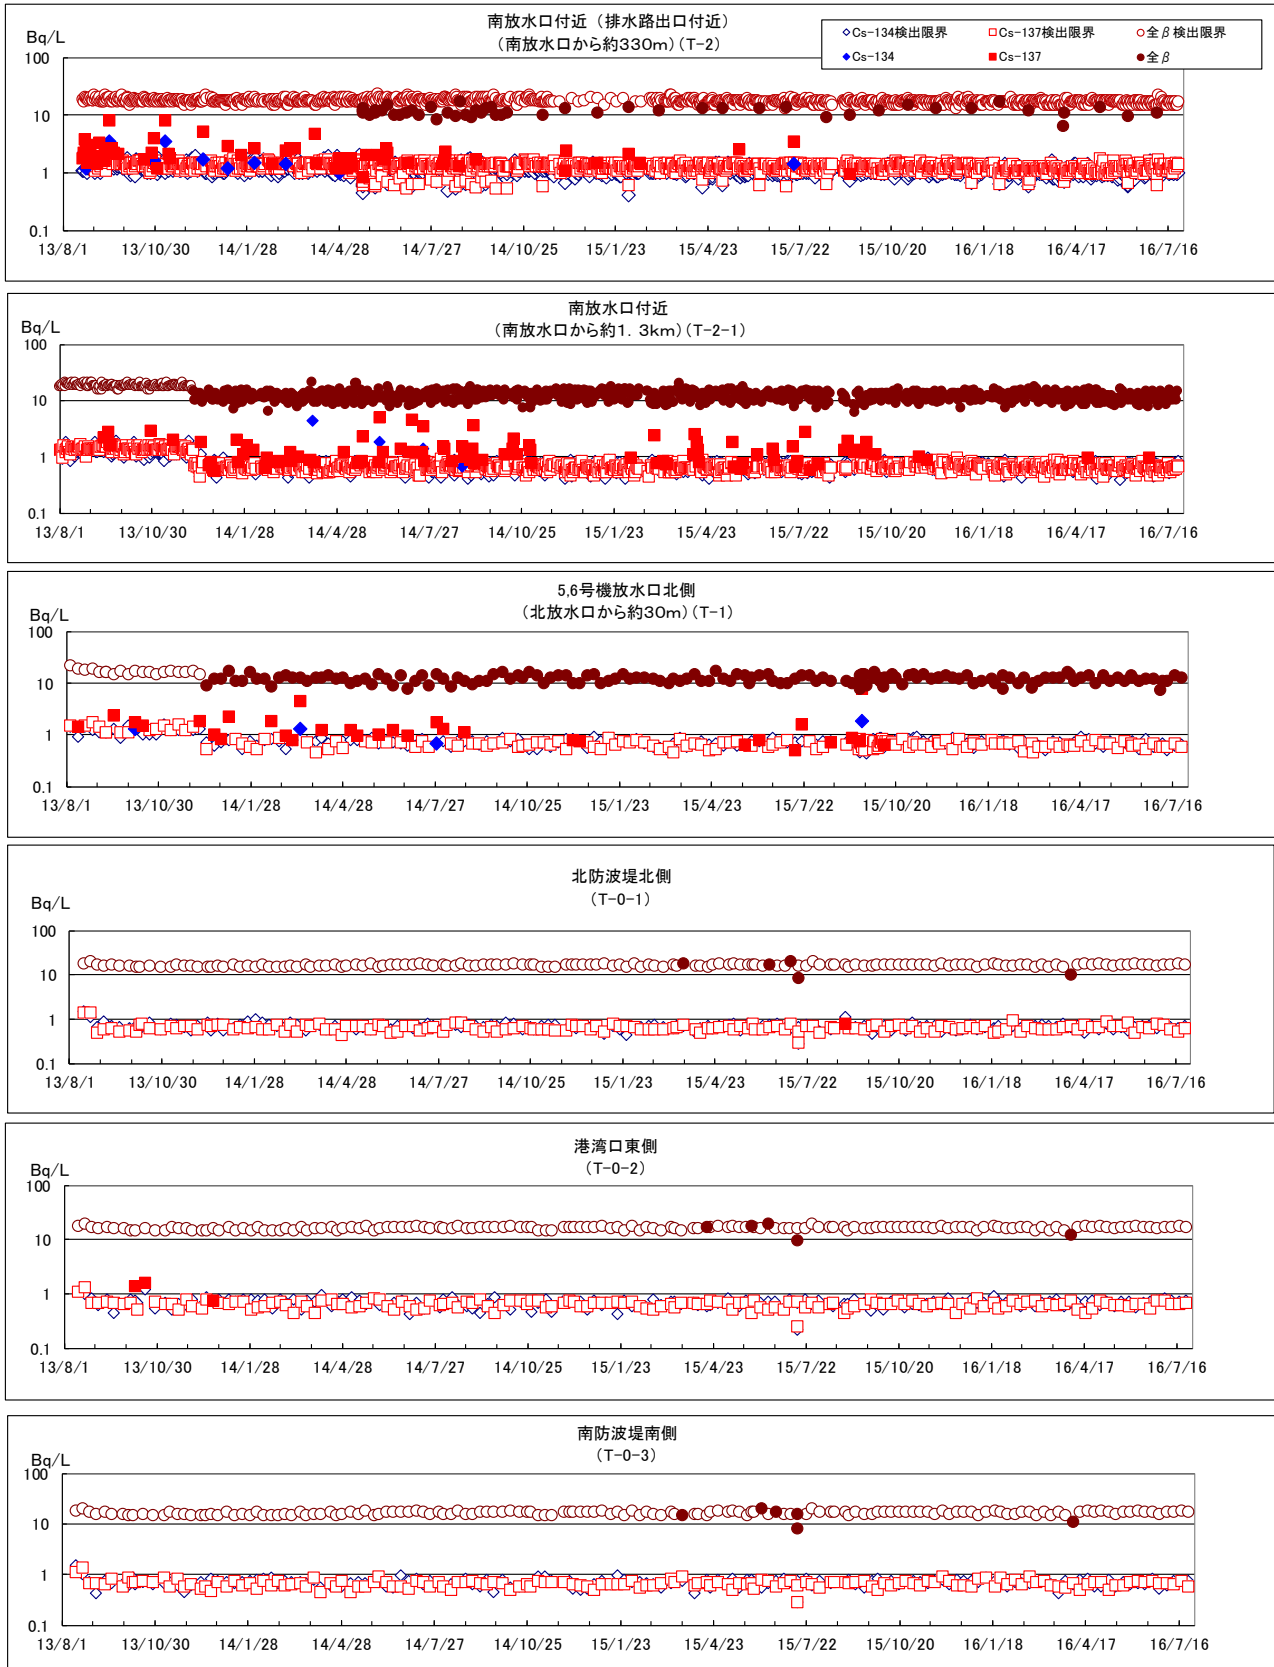 南放水口付近（排水路出口付近）
（南放水口から約330m）（T-2）
Bq/L
◇Cs-134検出限界 □Cs-137検出限界 ○全β検出限界
◆Cs-134 ■Cs-137 ●全β
100
10
1
0.1
13/8/1 13/10/30 14/1/28 14/4/28 14/7/27 14/10/25 15/1/23 15/4/23 15/7/22 15/10/20 16/1/18 16/4/17 16/7/16
南放水口付近
（南放水口から約1．3km）（T-2-1）
Bq/L
100
10
1
0.1
13/8/1 13/10/30 14/1/28 14/4/28 14/7/27 14/10/25 15/1/23 15/4/23 15/7/22 15/10/20 16/1/18 16/4/17 16/7/16
5,6号機放水口北側
（北放水口から約30m）（T-1）
Bq/L
100
10
1
0.1
13/8/1 13/10/30 14/1/28 14/4/28 14/7/27 14/10/25 15/1/23 15/4/23 15/7/22 15/10/20 16/1/18 16/4/17 16/7/16
北防波堤北側
（T-0-1）
Bq/L
100
10
1
0.1
13/8/1 13/10/30 14/1/28 14/4/28 14/7/27 14/10/25 15/1/23 15/4/23 15/7/22 15/10/20 16/1/18 16/4/17 16/7/16
港湾口東側
（T-0-2）
Bq/L
100
10
1
0.1
13/8/1 13/10/30 14/1/28 14/4/28 14/7/27 14/10/25 15/1/23 15/4/23 15/7/22 15/10/20 16/1/18 16/4/17 16/7/16
南防波堤南側
（T-0-3）
Bq/L
100
10
1
0.1
13/8/1 13/10/30 14/1/28 14/4/28 14/7/27 14/10/25 15/1/23 15/4/23 15/7/22 15/10/20 16/1/18 16/4/17 16/7/16